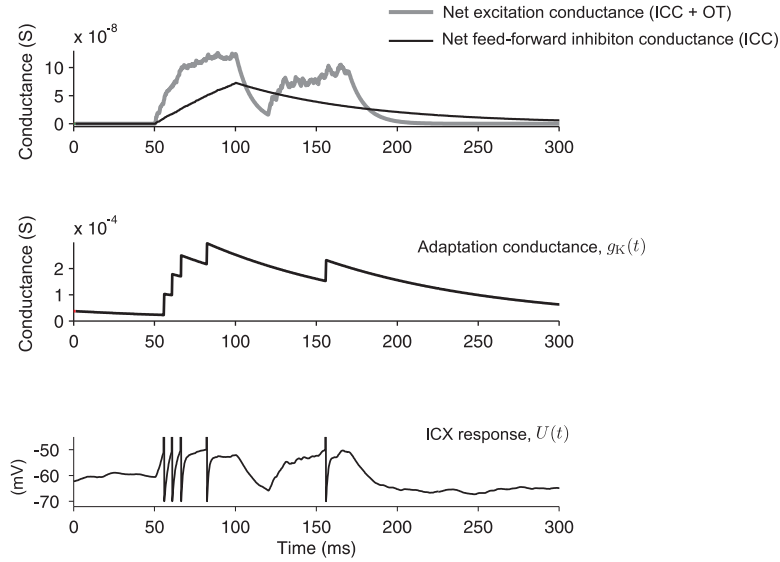 Net excitation conductance (ICC + OT)
Net feed-forward inhibiton conductance (ICC)
x 10⁻⁸
Conductance (S)
10
5
0
0 50 100 150 200 250 300
x 10⁻⁴
Conductance (S)
Adaptation conductance, g_K(t)
2
1
0
0 50 100 150 200 250 300
ICX response, U(t)
(mV)
-50
-60
-70
0 50 100 150 200 250 300
Time (ms)